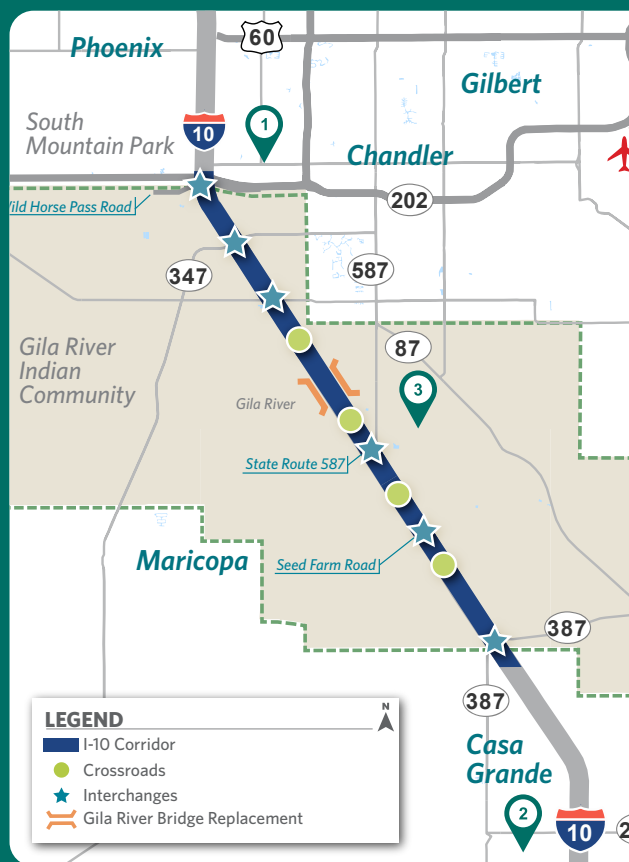 Phoenix
60
Gilbert
South
Mountain Park
10
1
Chandler
202
Wild Horse Pass Road
347
587
Gila River
Indian
Community
87
3
Gila River
State Route 587
Maricopa
Seed Farm Road
387
387
LEGEND
N
I-10 Corridor
Crossroads
Interchanges
Gila River Bridge Replacement
Casa
Grande
2
10
2